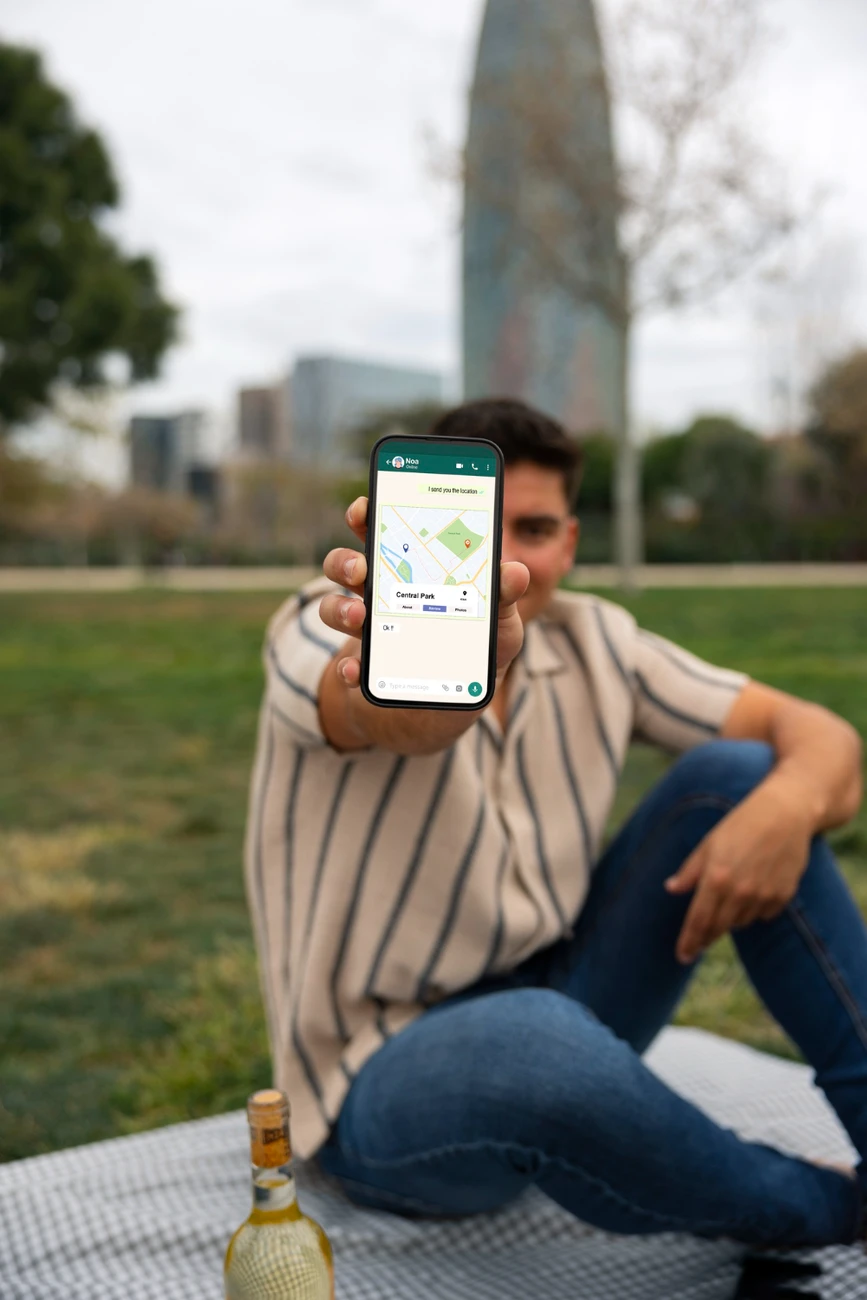 Noa
Online
I send you the location
Central Park
About
Service
Photos
Ok !!
Type a message